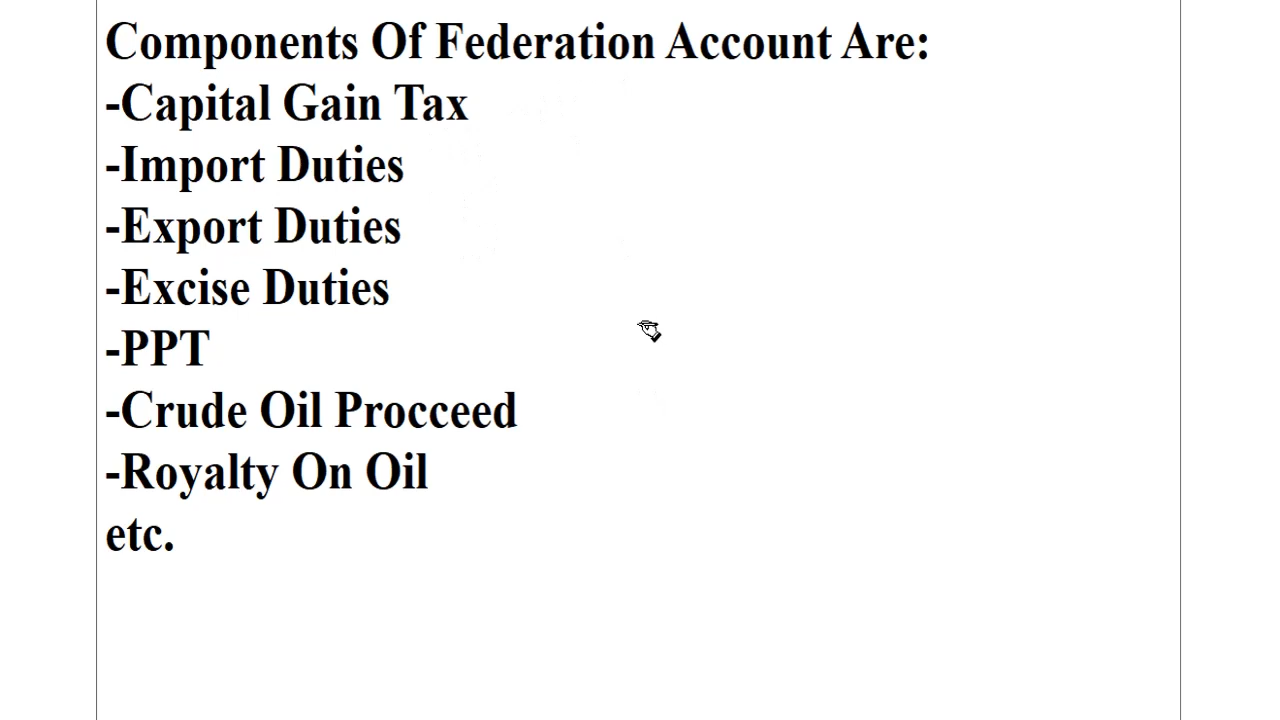 Components Of Federation Account Are:
-Capital Gain Tax
-Import Duties
-Export Duties
-Excise Duties
-PPT
-Crude Oil Procceed
-Royalty On Oil
etc.